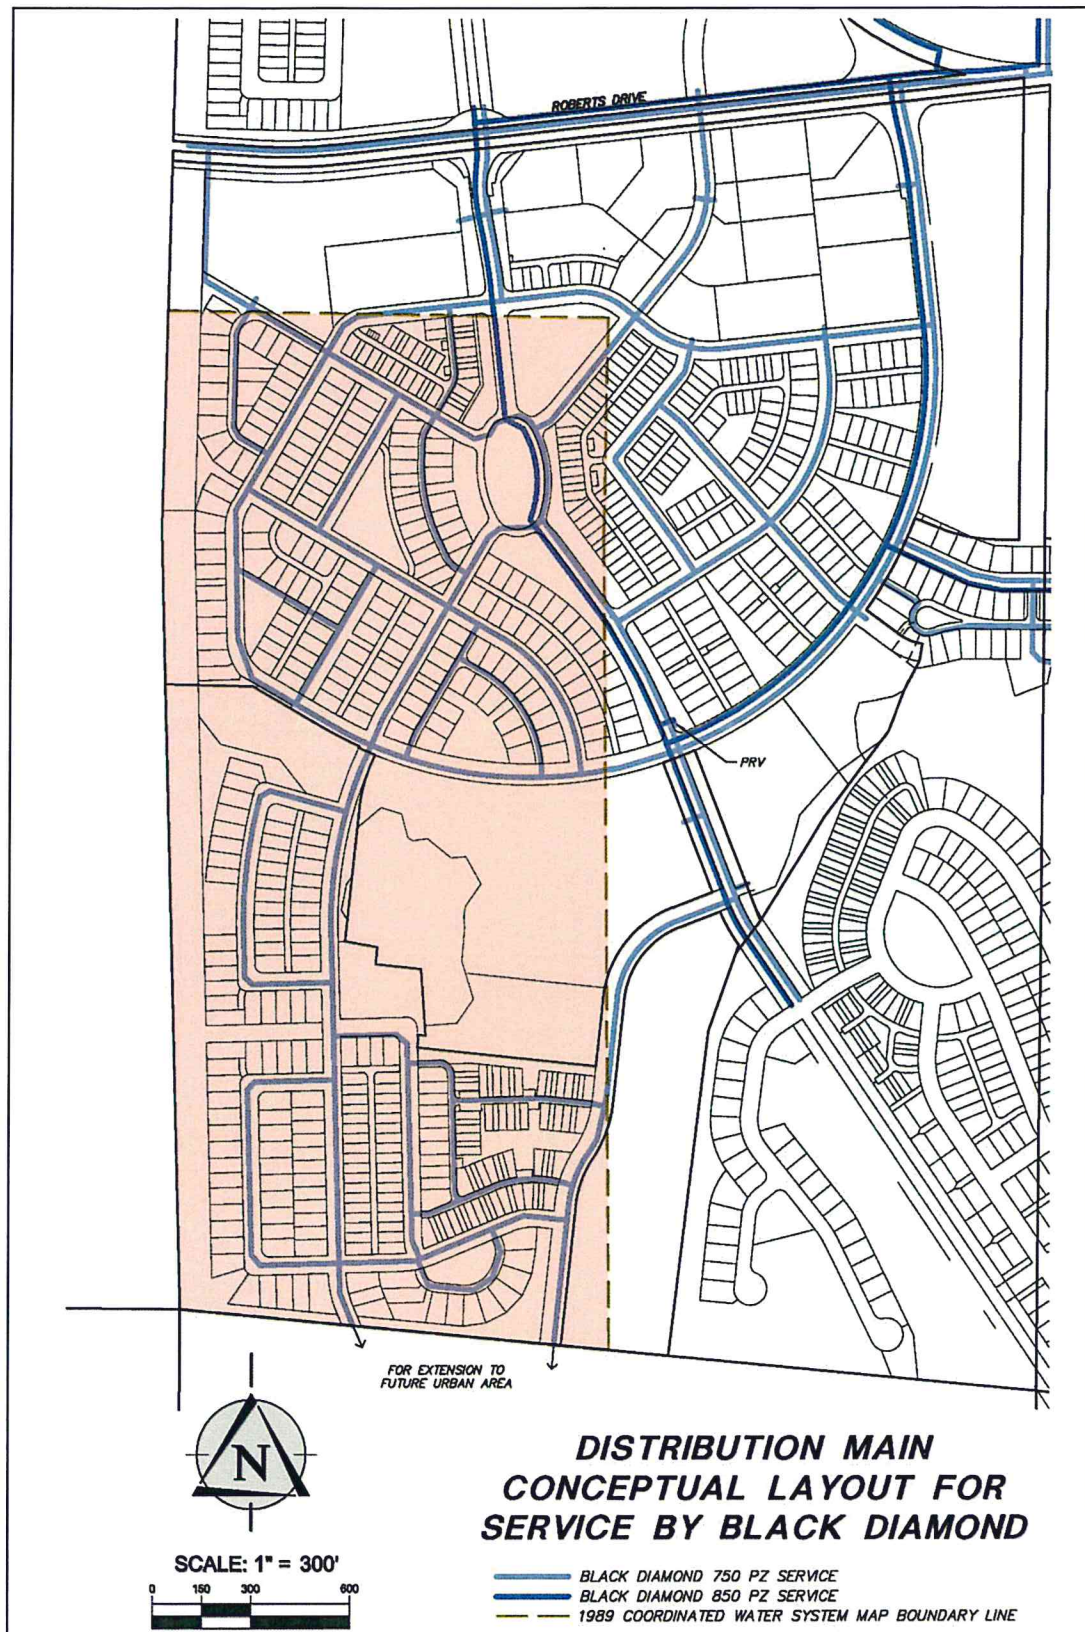 ROBERTS DRIVE
PRV
FOR EXTENSION TO
FUTURE URBAN AREA
N
DISTRIBUTION MAIN
CONCEPTUAL LAYOUT FOR
SERVICE BY BLACK DIAMOND
SCALE: 1" = 300'
0 150 300 600
BLACK DIAMOND 750 PZ SERVICE
BLACK DIAMOND 850 PZ SERVICE
1989 COORDINATED WATER SYSTEM MAP BOUNDARY LINE